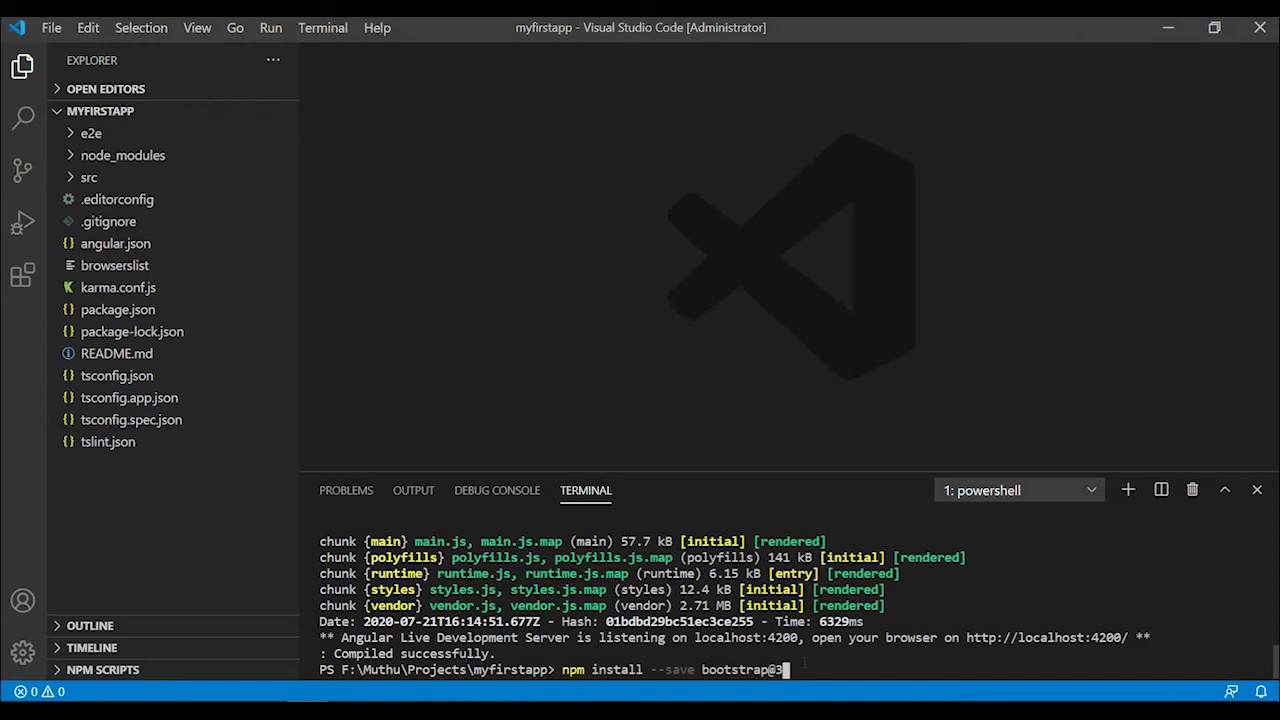 File Edit Selection View Go Run Terminal Help
myfirstapp - Visual Studio Code [Administrator]
EXPLORER
OPEN EDITORS
MYFIRSTAPP
e2e
node_modules
src
.editorconfig
.gitignore
angular.json
browserslist
karma.conf.js
package.json
package-lock.json
README.md
tsconfig.json
tsconfig.app.json
tsconfig.spec.json
tslint.json
OUTLINE
TIMELINE
NPM SCRIPTS
PROBLEMS OUTPUT DEBUG CONSOLE TERMINAL
1: powershell
chunk {main} main.js, main.js.map (main) 57.7 kB [initial] [rendered]
chunk {polyfills} polyfills.js, polyfills.js.map (polyfills) 141 kB [initial] [rendered]
chunk {runtime} runtime.js, runtime.js.map (runtime) 6.15 kB [entry] [rendered]
chunk {styles} styles.js, styles.js.map (styles) 12.4 kB [initial] [rendered]
chunk {vendor} vendor.js, vendor.js.map (vendor) 2.71 MB [initial] [rendered]
Date: 2020-07-21T16:14:51.677Z - Hash: 01bdbd29bc51ec3ce255 - Time: 6329ms
** Angular Live Development Server is listening on localhost:4200, open your browser on http://localhost:4200/ **
: Compiled successfully.
PS F:\Muthu\Projects\myfirstapp> npm install --save bootstrap@3
0 0